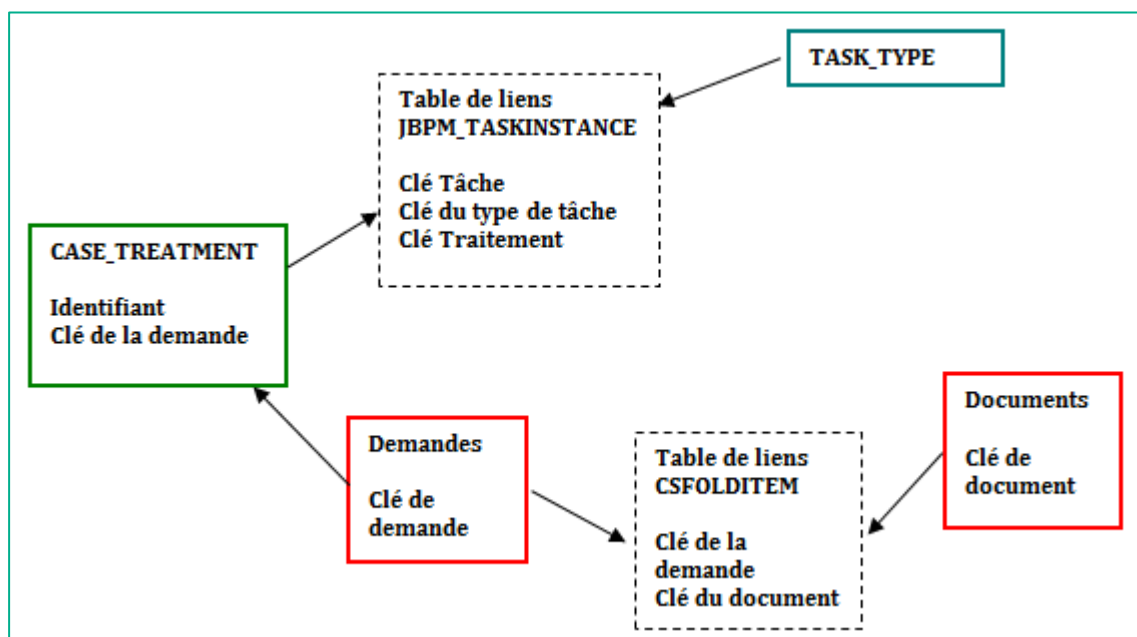 TASK_TYPE
Table de liens
JBPM_TASKINSTANCE
Clé Tâche
Clé du type de tâche
Clé Traitement
CASE_TREATMENT
Identifiant
Clé de la demande
Demandes
Clé de
demande
Table de liens
CSFOLDITEM
Clé de la
demande
Clé du document
Documents
Clé de
document